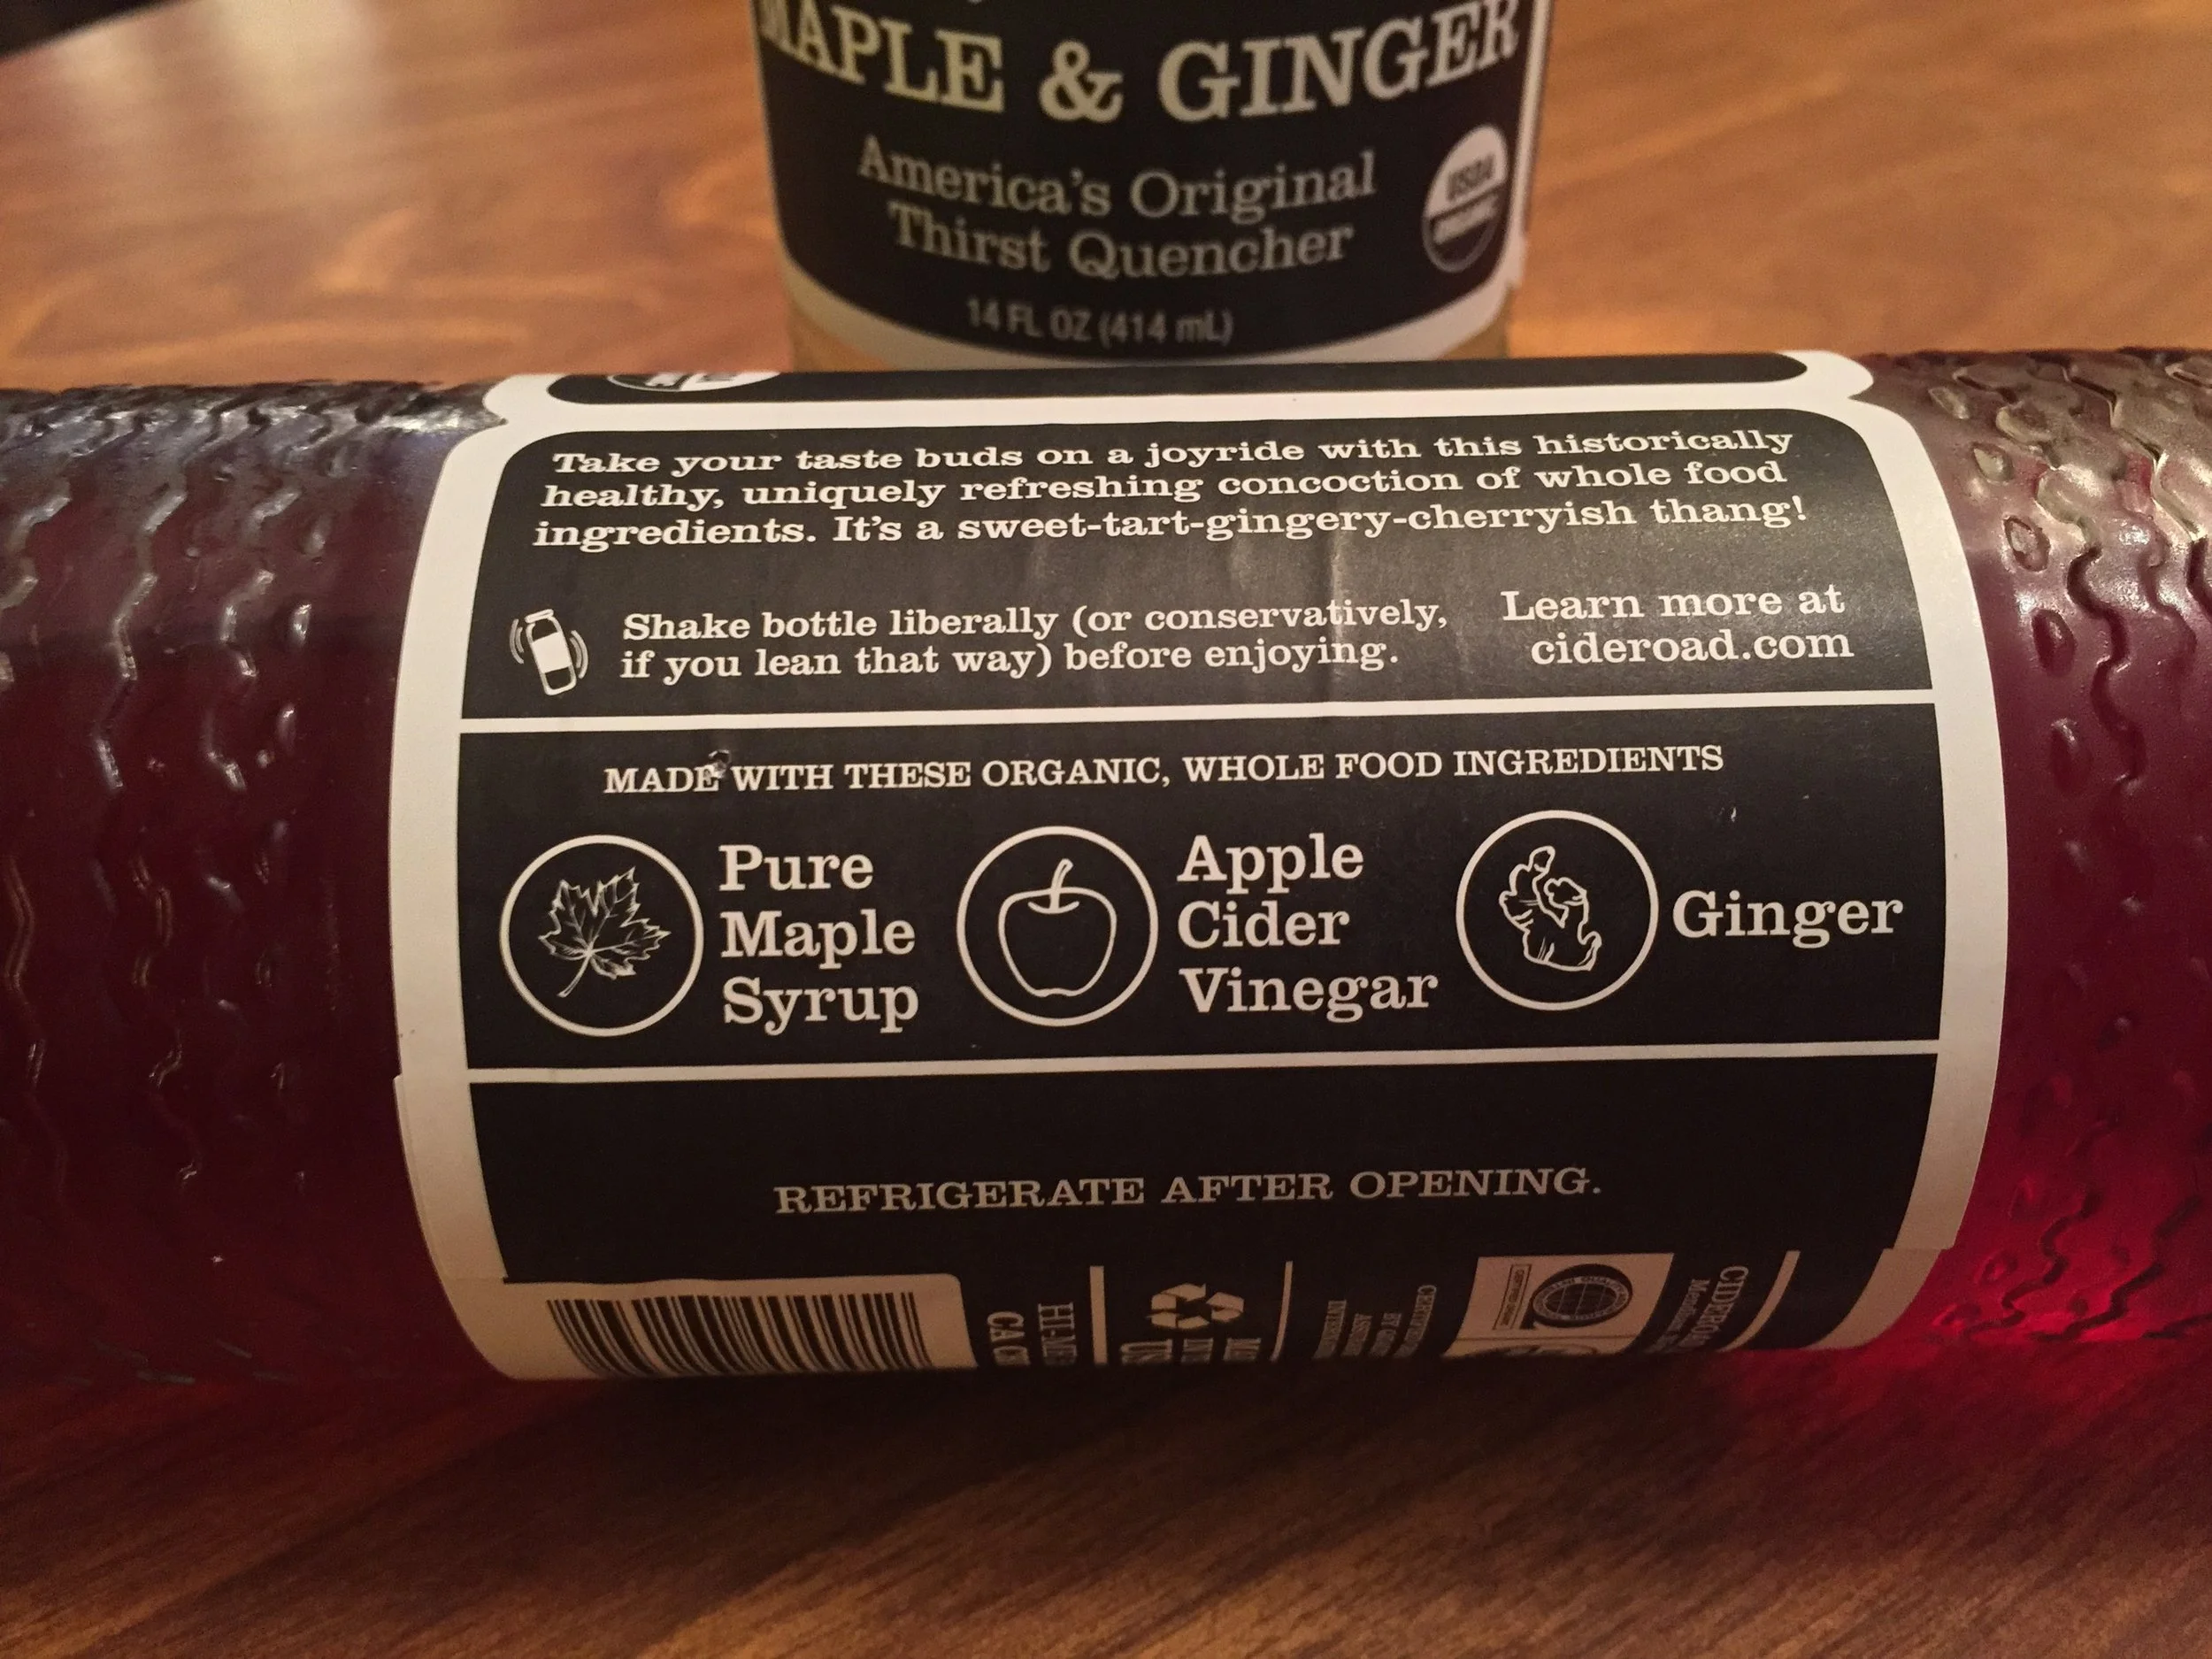 MAPLE & GINGER
America's Original
Thirst Quencher
USDA
ORGANIC
14 FL OZ (414 mL)
Take your taste buds on a joyride with this historically
healthy, uniquely refreshing concoction of whole food
ingredients. It's a sweet-tart-gingery-cherryish thang!
Shake bottle liberally (or conservatively,
if you lean that way) before enjoying.
Learn more at
cideroad.com
MADE WITH THESE ORGANIC, WHOLE FOOD INGREDIENTS
Pure
Maple
Syrup
Apple
Cider
Vinegar
Ginger
REFRIGERATE AFTER OPENING.